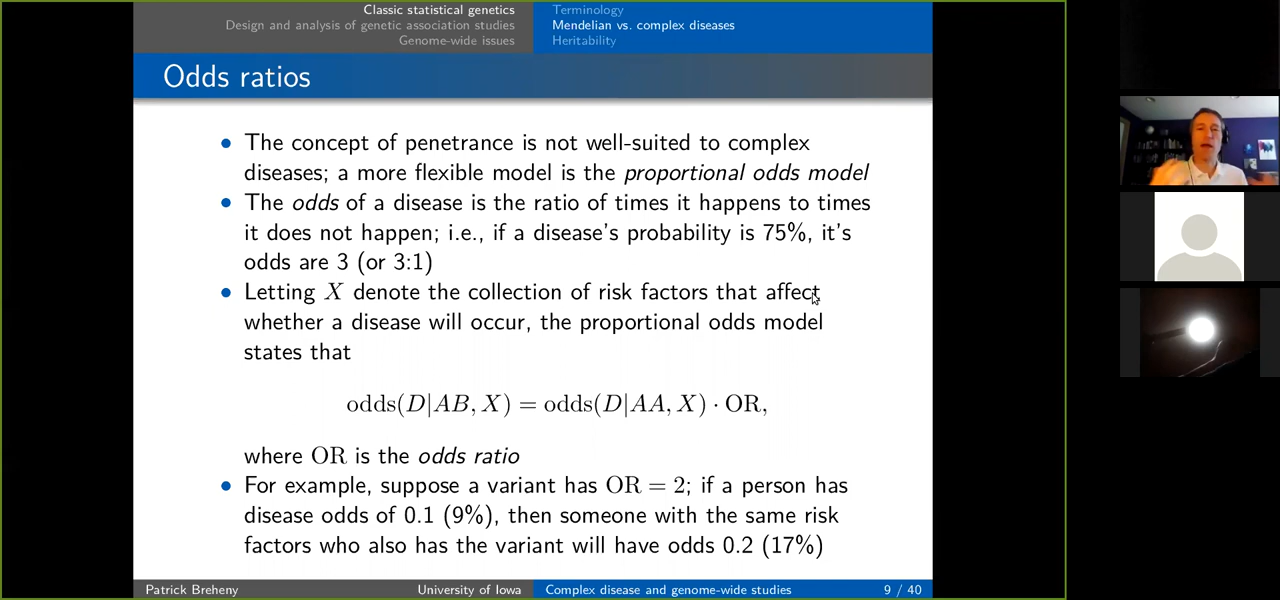 Classic statistical genetics
Design and analysis of genetic association studies
Genome-wide issues
Terminology
Mendelian vs. complex diseases
Heritability
Odds ratios
• The concept of penetrance is not well-suited to complex
diseases; a more flexible model is the proportional odds model
• The odds of a disease is the ratio of times it happens to times
it does not happen; i.e., if a disease's probability is 75%, it's
odds are 3 (or 3:1)
• Letting X denote the collection of risk factors that affect
whether a disease will occur, the proportional odds model
states that
odds(D|AB, X) = odds(D|AA, X) · OR,
where OR is the odds ratio
• For example, suppose a variant has OR = 2; if a person has
disease odds of 0.1 (9%), then someone with the same risk
factors who also has the variant will have odds 0.2 (17%)
Patrick Breheny
University of Iowa
Complex disease and genome-wide studies
9 / 40